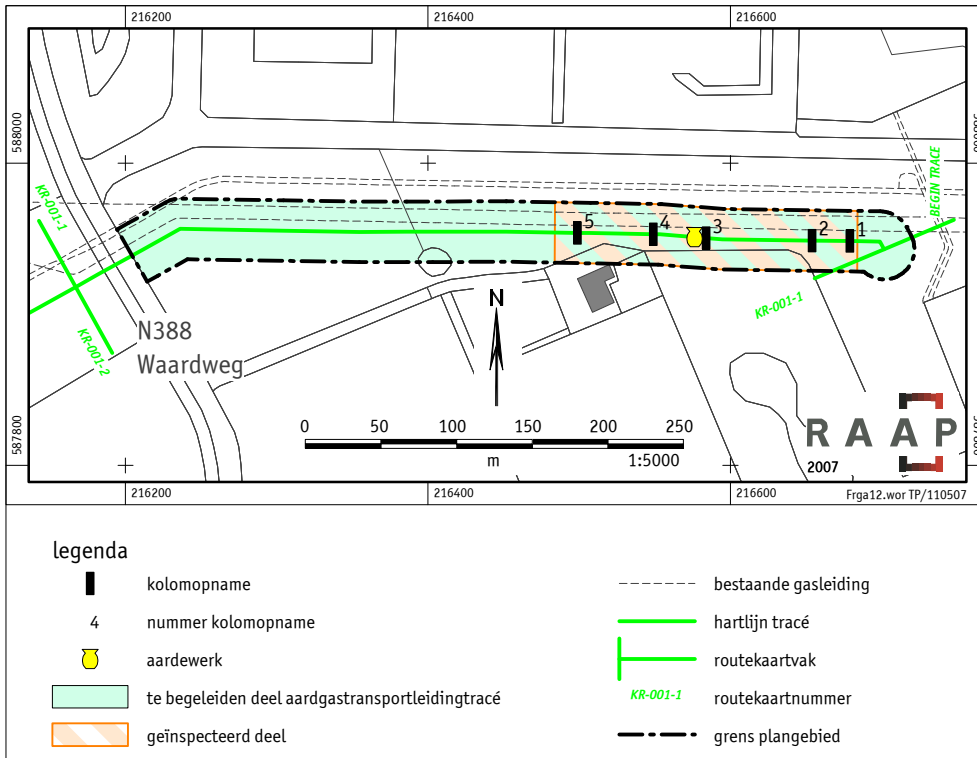 216200 216400 216600
588000
588000
BEGIN TRACE
KR-001-1
5 4 3 2 1
KR-001-1
KR-001-2
N388
Waardweg
N
587800
587800
0 50 100 150 200 250
m 1:5000
RAAP
2007
216200 216400 216600
Frga12.wor TP/110507
legenda
kolomopname
4 nummer kolomopname
aardewerk
te begeleiden deel aardgastransportleidingtracé
geïnspecteerd deel
bestaande gasleiding
hartlijn tracé
routekaartvak
KR-001-1 routekaartnummer
grens plangebied